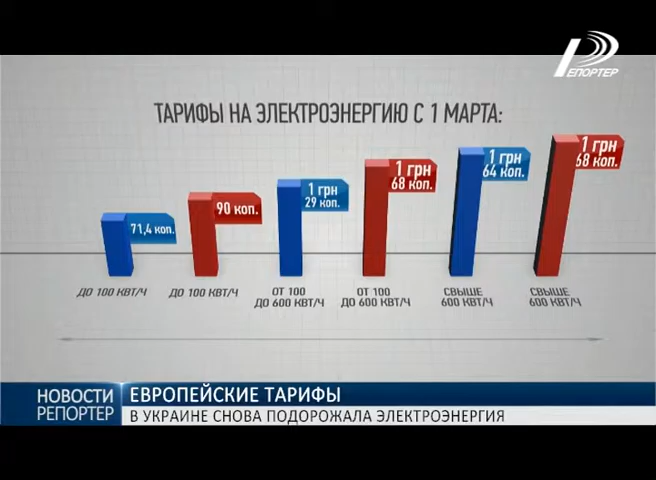 РЕПОРТЕР
ТАРИФЫ НА ЭЛЕКТРОЭНЕРГИЮ С 1 МАРТА:
71,4 КОП.
90 КОП.
1 ГРН
29 КОП.
1 ГРН
68 КОП.
1 ГРН
64 КОП.
1 ГРН
68 КОП.
ДО 100 КВТ/Ч
ДО 100 КВТ/Ч
ОТ 100
ДО 600 КВТ/Ч
ОТ 100
ДО 600 КВТ/Ч
СВЫШЕ
600 КВТ/Ч
СВЫШЕ
600 КВТ/Ч
НОВОСТИ
РЕПОРТЕР
ЕВРОПЕЙСКИЕ ТАРИФЫ
В УКРАИНЕ СНОВА ПОДОРОЖАЛА ЭЛЕКТРОЭНЕРГИЯ